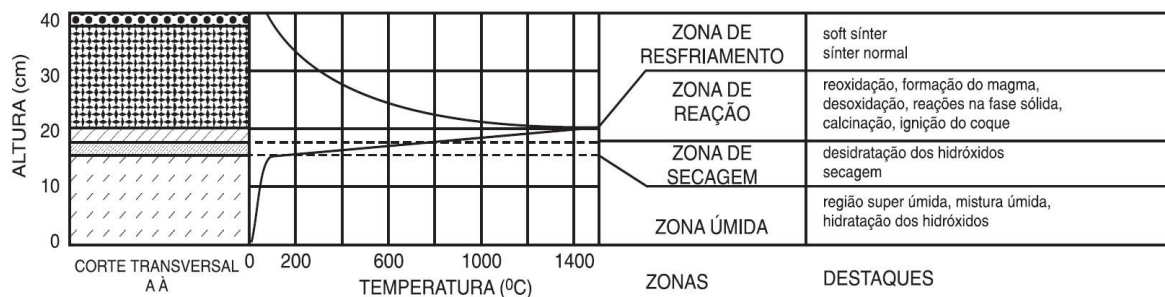 ALTURA (cm)
40
30
20
10
0
CORTE TRANSVERSAL
A À
0 200 600 1000 1400
TEMPERATURA (⁰C)
ZONA DE
RESFRIAMENTO
soft sínter
sínter normal
ZONA DE
REAÇÃO
reoxidação, formação do magma,
desoxidação, reações na fase sólida,
calcinação, ignição do coque
ZONA DE
SECAGEM
desidratação dos hidróxidos
secagem
ZONA ÚMIDA
região super úmida, mistura úmida,
hidratação dos hidróxidos
ZONAS
DESTAQUES